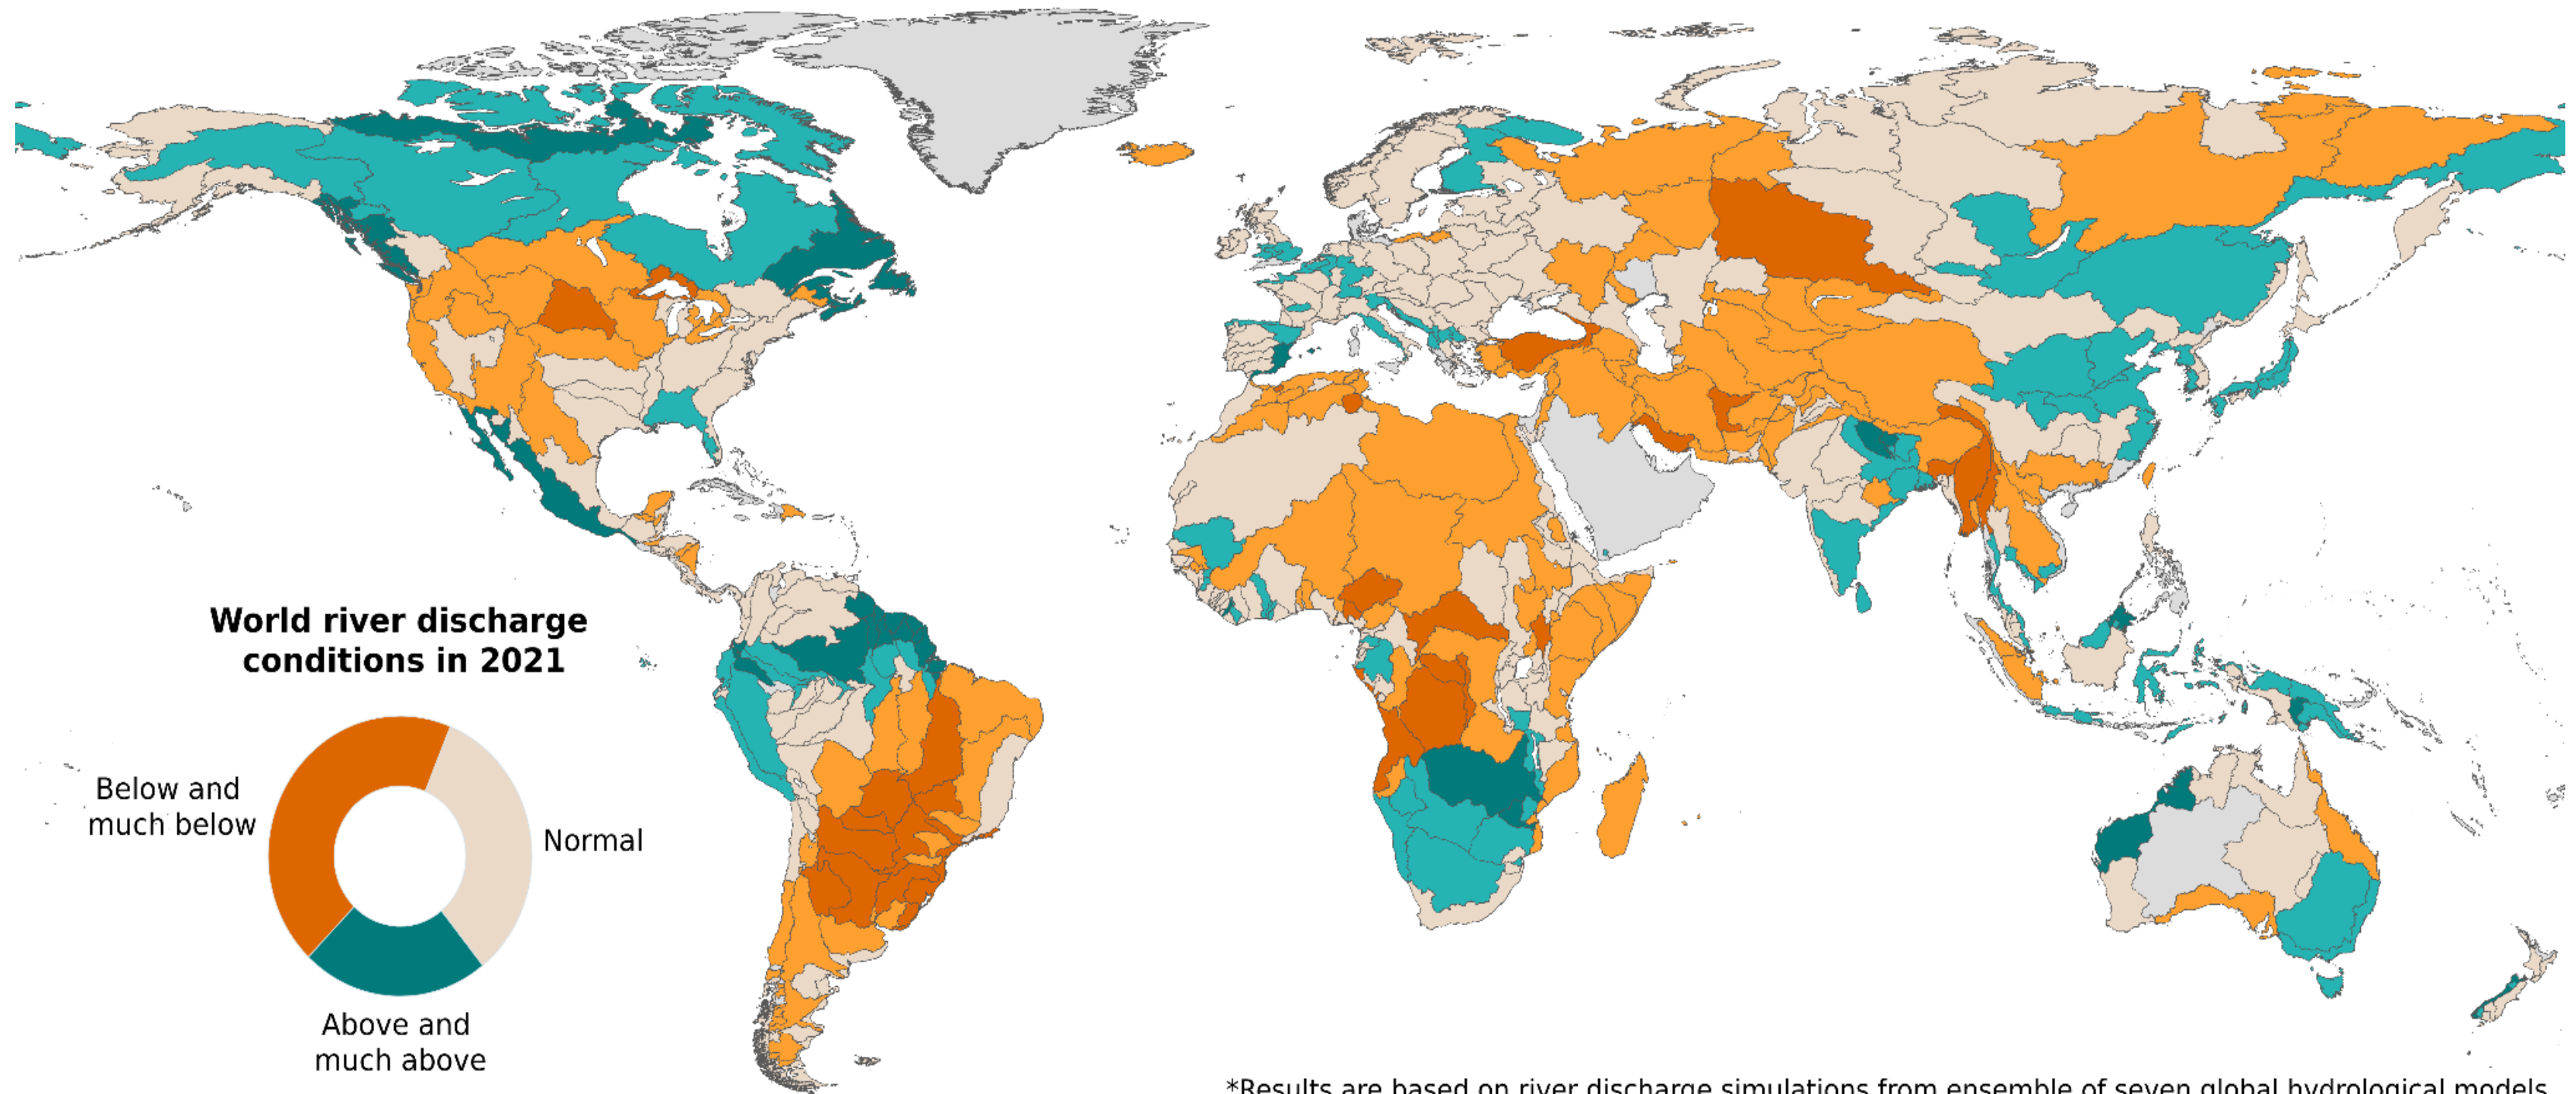 World river discharge
conditions in 2021
Below and
much below
Normal
Above and
much above
*Results are based on river discharge simulations from ensemble of seven global hydrological models